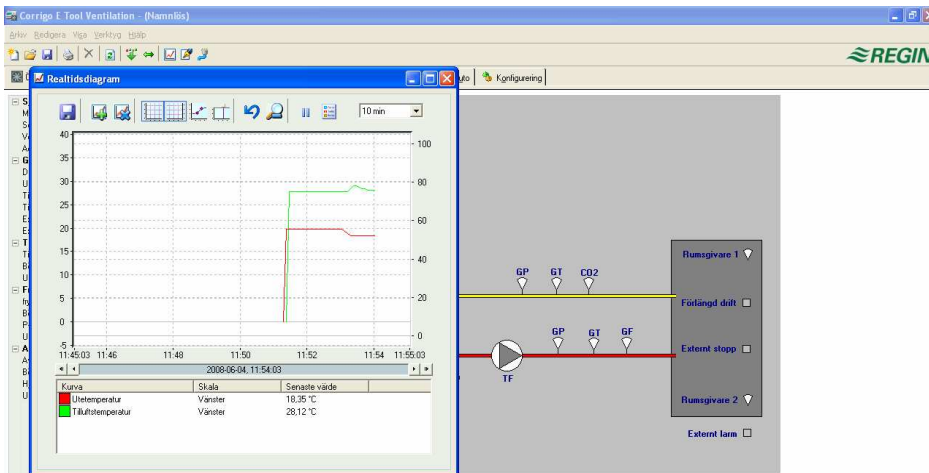 Corrigo E Tool Ventilation - (Namnlös)
Arkiv Redigera Visa Verktyg Hjälp
REGIN
Konfigurering
Realtidsdiagram
10 min
40
35
30
25
20
15
10
5
0
-5
100
80
60
40
20
0
11:45:03 11:46 11:48 11:50 11:52 11:54 11:55:03
2008-06-04, 11:54:03
Kurva Skala Senaste värde
Utetemperatur Vänster 18,35 °C
Tilluftstemperatur Vänster 28,12 °C
GP GT CO2
GP GT GF
TF
Rumsgivare 1
Förlängd drift
Externt stopp
Rumsgivare 2
Externt larm